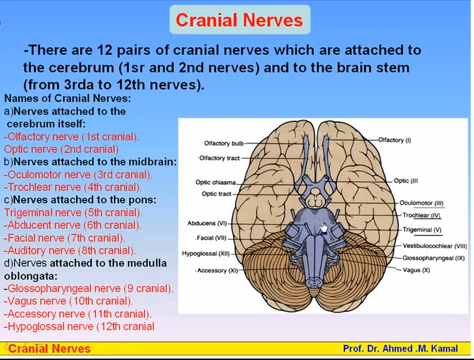 Cranial Nerves
-There are 12 pairs of cranial nerves which are attached to
the cerebrum (1sr and 2nd nerves) and to the brain stem
(from 3rda to 12th nerves).
Names of Cranial Nerves:
a)Nerves attached to the
cerebrum itself:
-Olfactory nerve (1st cranial).
Optic nerve (2nd cranial)
b)Nerves attached to the midbrain:
-Oculomotor nerve (3rd cranial).
-Trochlear nerve (4th cranial).
c)Nerves attached to the pons:
Trigeminal nerve (5th cranial).
-Abducent nerve (6th cranial).
-Facial nerve (7th cranial).
-Auditory nerve (8th cranial).
d)Nerves attached to the medulla
oblongata:
-Glossopharyngeal nerve (9 cranial).
-Vagus nerve (10th cranial).
-Accessory nerve (11th cranial).
-Hypoglossal nerve (12th cranial
Olfactory bulb
Olfactory tract
Optic chiasma
Optic tract
Abducens (VI)
Facial (VII)
Hypoglossal (XII)
Accessory (XI)
Olfactory (I)
Optic (II)
Oculomotor (III)
Trochlear (IV)
Trigeminal (V)
Vestibulocochlear (VIII)
Glossopharyngeal (IX)
Vagus (X)
Cranial Nerves
Prof. Dr. Ahmed .M. Kamal